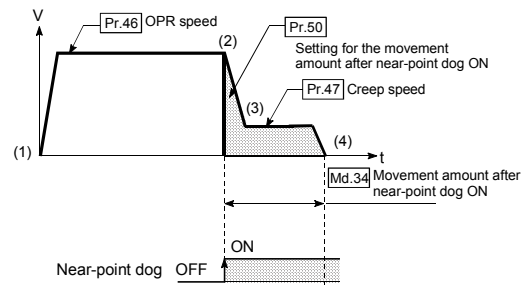 V
Pr.46 OPR speed
(2)
Pr.50
Setting for the movement
amount after near-point dog ON
Pr.47 Creep speed
(3)
(1)
(4)
t
Md.34 Movement amount after
near-point dog ON
ON
Near-point dog OFF